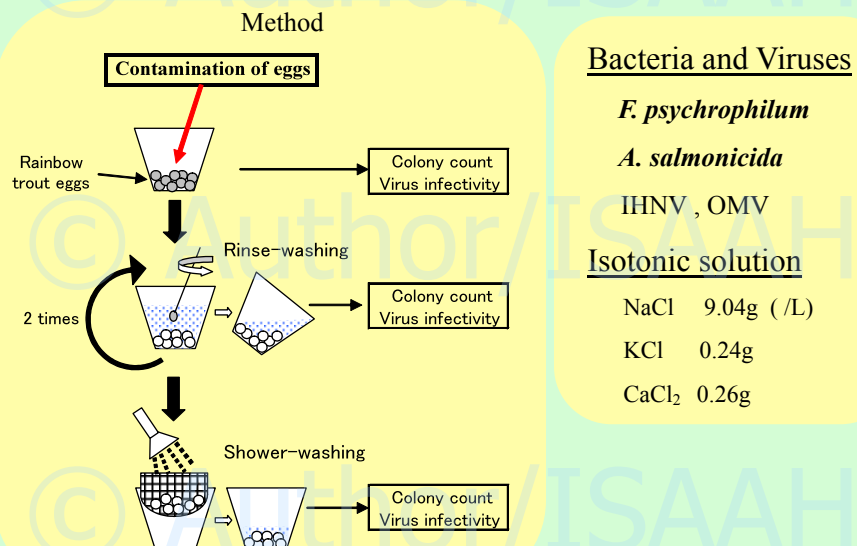 Method
Contamination of eggs
Rainbow
trout eggs
Colony count
Virus infectivity
Rinse-washing
2 times
Colony count
Virus infectivity
Shower-washing
Colony count
Virus infectivity
Bacteria and Viruses
F. psychrophilum
A. salmonicida
IHNV , OMV
Isotonic solution
NaCl 9.04g ( /L)
KCl 0.24g
CaCl₂ 0.26g
© Author/ISAAH
© Author/ISAAH